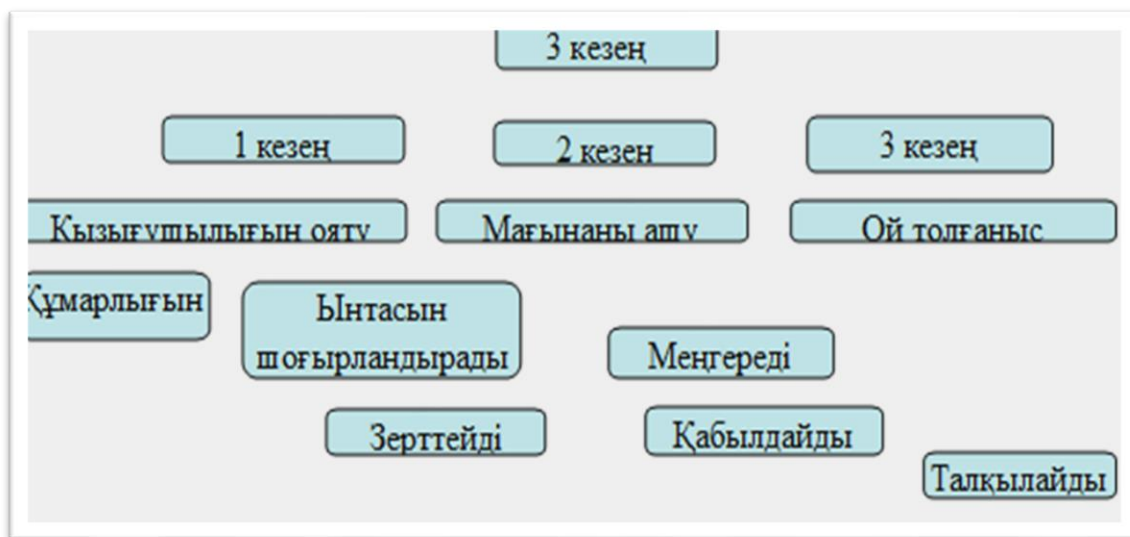 3 кезең
1 кезең
2 кезең
3 кезең
Қызығушылығын ояту
Мағынаны ашу
Ой толғаныс
Құмарлығын
Ынтасын
шоғырландырады
Меңгереді
Зерттейді
Қабылдайды
Талқылайды